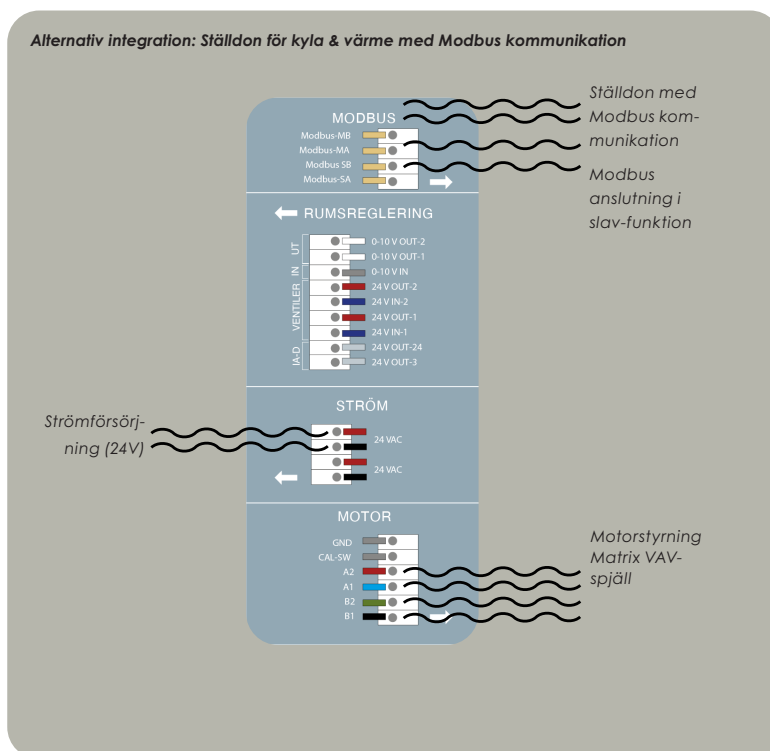 Alternativ integration: Ställdon för kyla & värme med Modbus kommunikation
MODBUS
Modbus-MB
Modbus-MA
Modbus SB
Modbus-SA
Ställdon med
Modbus kom-
munikation
Modbus
anslutning i
slav-funktion
RUMSREGLERING
UT
IN
VENTILER
IA-D
0-10 V OUT-2
0-10 V OUT-1
0-10 V IN
24 V OUT-2
24 V IN-2
24 V OUT-1
24 V IN-1
24 V OUT-24
24 V OUT-3
STRÖM
Strömförsörj-
ning (24V)
24 VAC
24 VAC
MOTOR
GND
CAL-SW
A2
A1
B2
B1
Motorstyrning
Matrix VAV-
spjäll